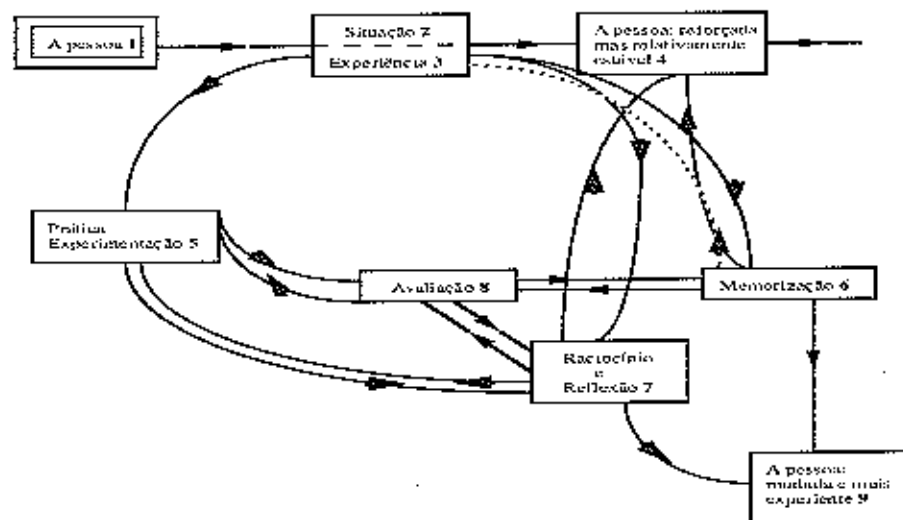 A pessoa 1
Situação 2
Experiência 3
A pessoa: reforçada
mas relativamente
estável 4
Prática
Experimentação 5
Avaliação 8
Memorização 6
Raciocínio
e
Reflexão 7
A pessoa:
mudada e mais
experiente 9